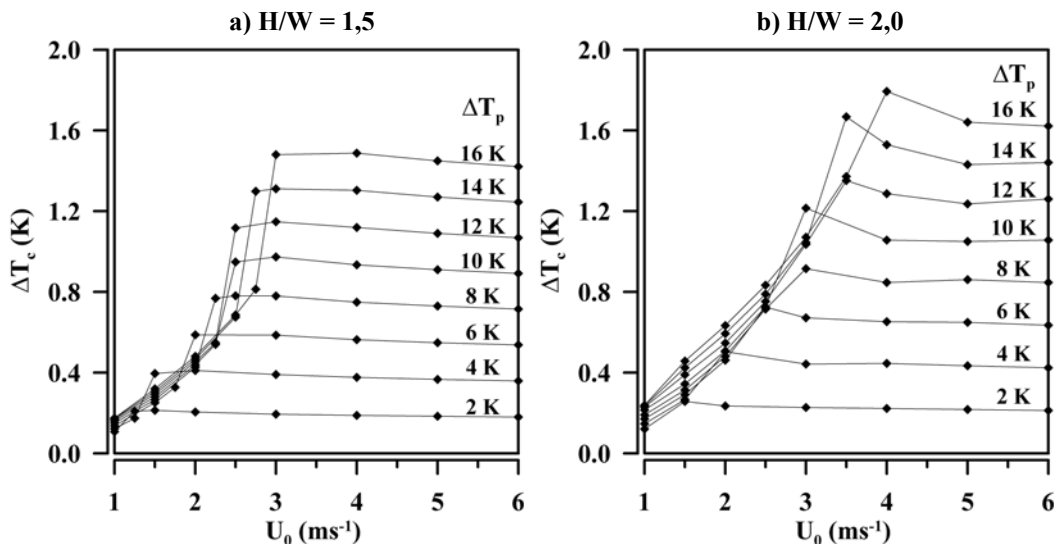 a) H/W = 1,5
2.0
1.6
1.2
0.8
0.4
0.0
ΔTc (K)
ΔTp
16 K
14 K
12 K
10 K
8 K
6 K
4 K
2 K
1 2 3 4 5 6
U0 (ms-1)
b) H/W = 2,0
2.0
1.6
1.2
0.8
0.4
0.0
ΔTc (K)
ΔTp
16 K
14 K
12 K
10 K
8 K
6 K
4 K
2 K
1 2 3 4 5 6
U0 (ms-1)